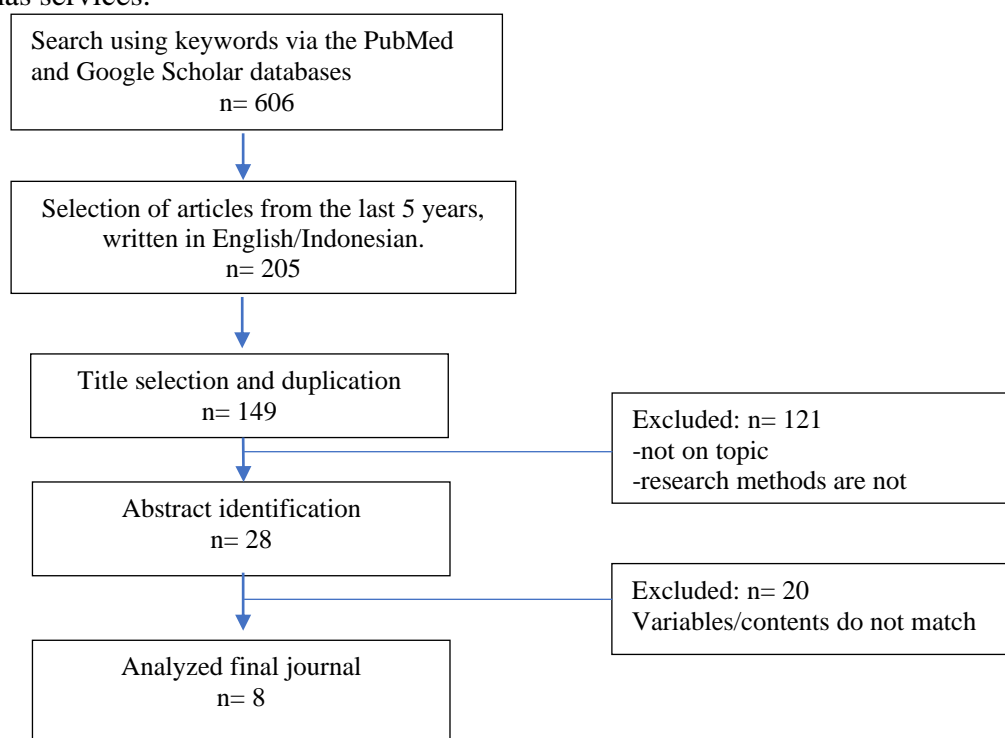 services.
Search using keywords via the PubMed
and Google Scholar databases
n= 606
Selection of articles from the last 5 years,
written in English/Indonesian.
n= 205
Title selection and duplication
n= 149
Excluded: n= 121
-not on topic
-research methods are not
Abstract identification
n= 28
Excluded: n= 20
Variables/contents do not match
Analyzed final journal
n= 8